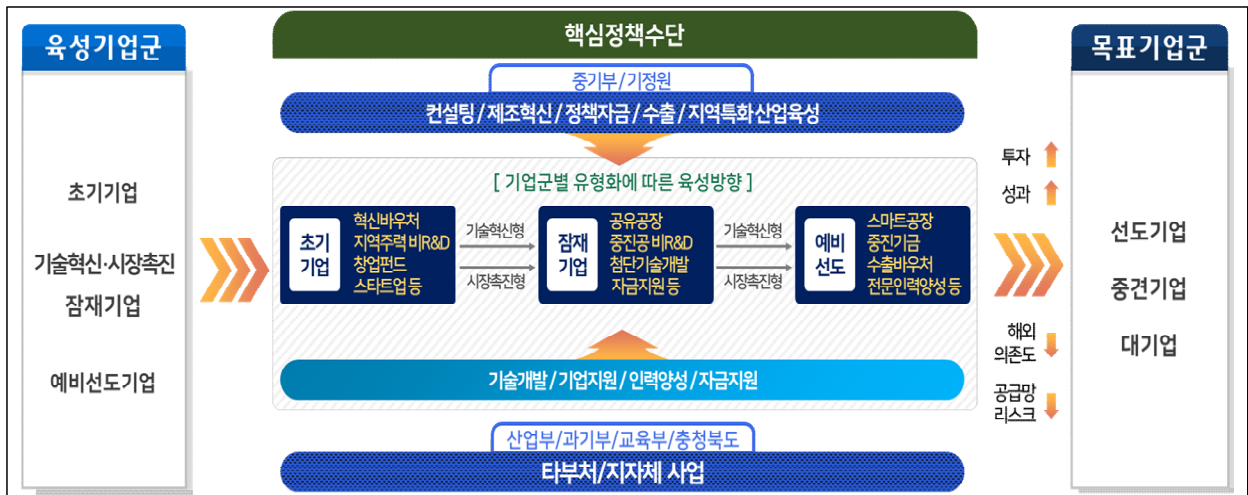 육성기업군
초기기업
기술혁신·시장촉진
잠재기업
예비선도기업
핵심정책수단
중기부/기정원
컨설팅/제조혁신/정책자금/수출/지역특화산업육성
[ 기업군별 유형화에 따른 육성방향 ]
초기
기업
혁신바우처
지역주력 비R&D
창업펀드
스타트업 등
기술혁신형
시장촉진형
잠재
기업
공유공장
중진공 비R&D
첨단기술개발
자금지원 등
기술혁신형
시장촉진형
예비
선도
스마트공장
중진기금
수출바우처
전문인력양성 등
기술개발/기업지원/인력양성/자금지원
산업부/과기부/교육부/충청북도
타부처/지자체 사업
투자
성과
해외
의존도
공급망
리스크
목표기업군
선도기업
중견기업
대기업